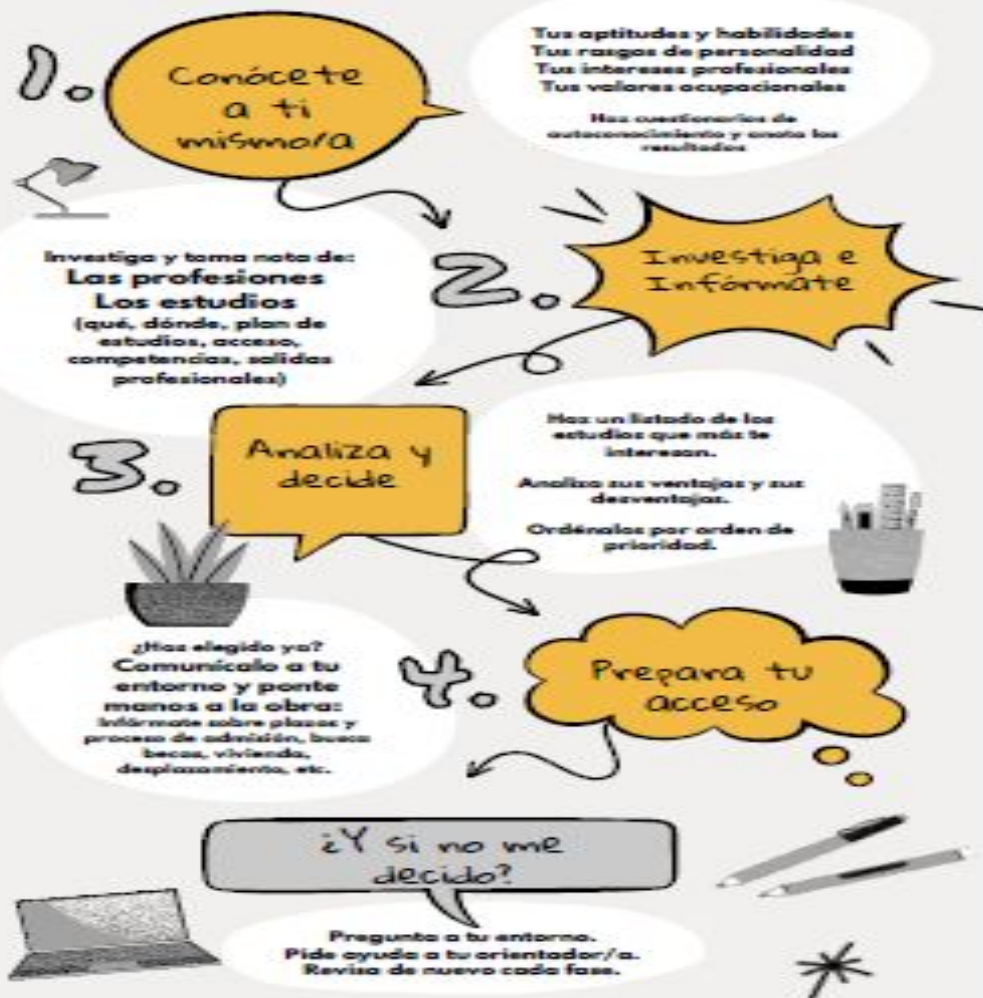 1.
Conócete
a ti
mismo/a
Tus aptitudes y habilidades
Tus rasgos de personalidad
Tus intereses profesionales
Tus valores ocupacionales
Haz cuestionarios de
autoconocimiento y anota los
resultados
2.
Investiga e
Infórmate
Investiga y toma nota de:
Las profesiones
Los estudios
(qué, dónde, plan de
estudios, acceso,
competencias, salidas
profesionales)
3.
Analiza y
decide
Haz un listado de los
estudios que más te
interesan.
Analiza sus ventajas y sus
desventajas.
Ordénalos por orden de
prioridad.
4.
Prepara tu
acceso
¿Has elegido ya?
Comunícalo a tu
entorno y ponte
manos a la obra:
Infórmate sobre plazas y
proceso de admisión, busca
becas, vivienda,
desplazamiento, etc.
¿Y si no me
decido?
Pregunta a tu entorno.
Pide ayuda a tu orientador/a.
Revisa de nuevo cada fase.